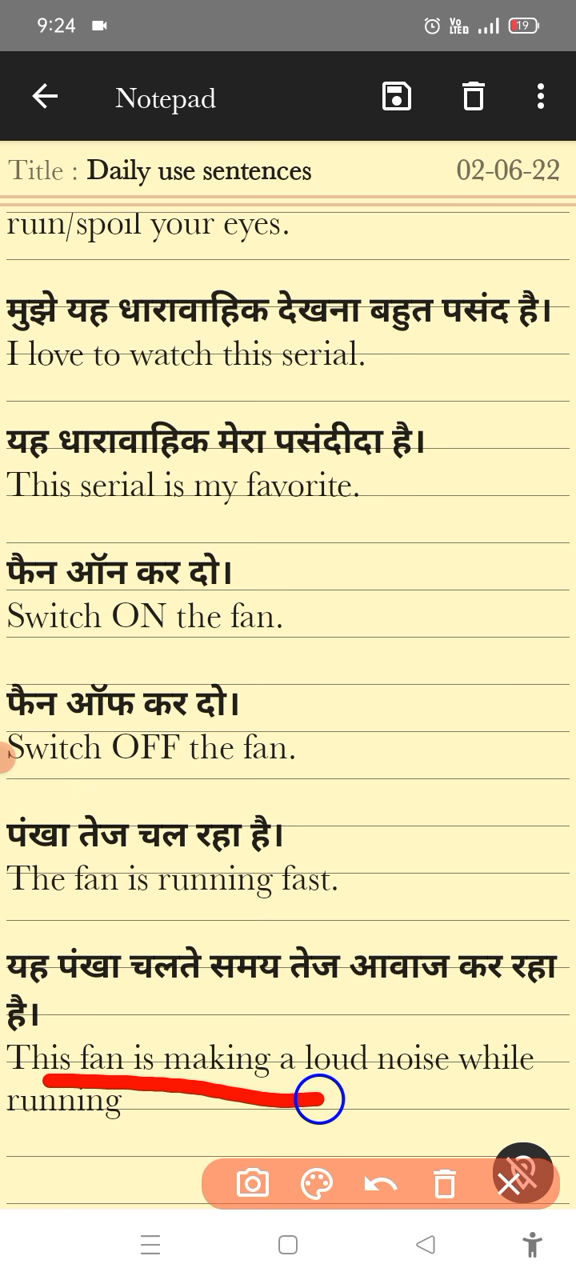 9:24
Vo LTED
19
Notepad
Title : Daily use sentences 02-06-22
ruin/spoil your eyes.
मुझे यह धारावाहिक देखना बहुत पसंद है।
I love to watch this serial.
यह धारावाहिक मेरा पसंदीदा है।
This serial is my favorite.
फैन ऑन कर दो।
Switch ON the fan.
फैन ऑफ कर दो।
Switch OFF the fan.
पंखा तेज चल रहा है।
The fan is running fast.
यह पंखा चलते समय तेज आवाज कर रहा
है।
This fan is making a loud noise while
running